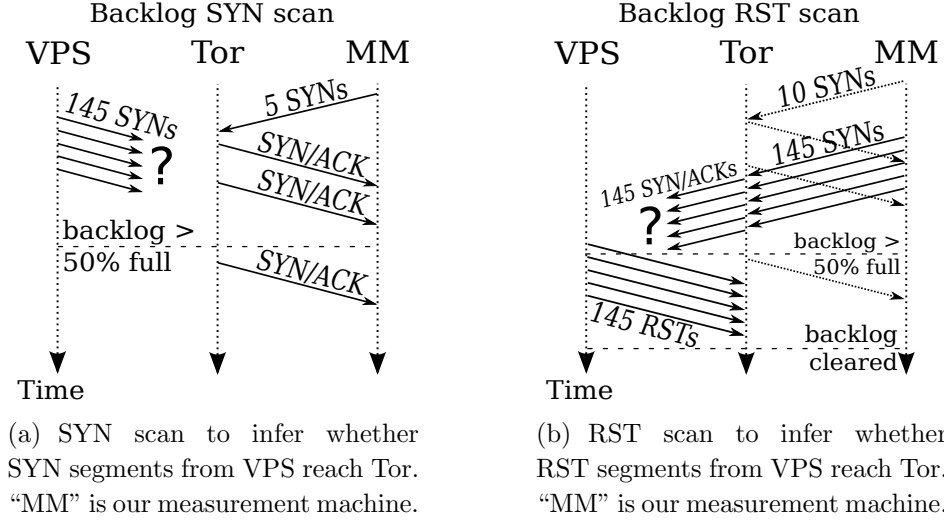 Backlog SYN scan
VPS Tor MM
145 SYNs
5 SYNs
SYN/ACK
?
SYN/ACK
backlog >
50% full
SYN/ACK
Time
(a) SYN scan to infer whether
SYN segments from VPS reach Tor.
“MM” is our measurement machine.
Backlog RST scan
VPS Tor MM
10 SYNs
145 SYNs
145 SYN/ACKs
?
backlog >
50% full
145 RSTs
backlog
cleared
Time
(b) RST scan to infer whether
RST segments from VPS reach Tor.
“MM” is our measurement machine.